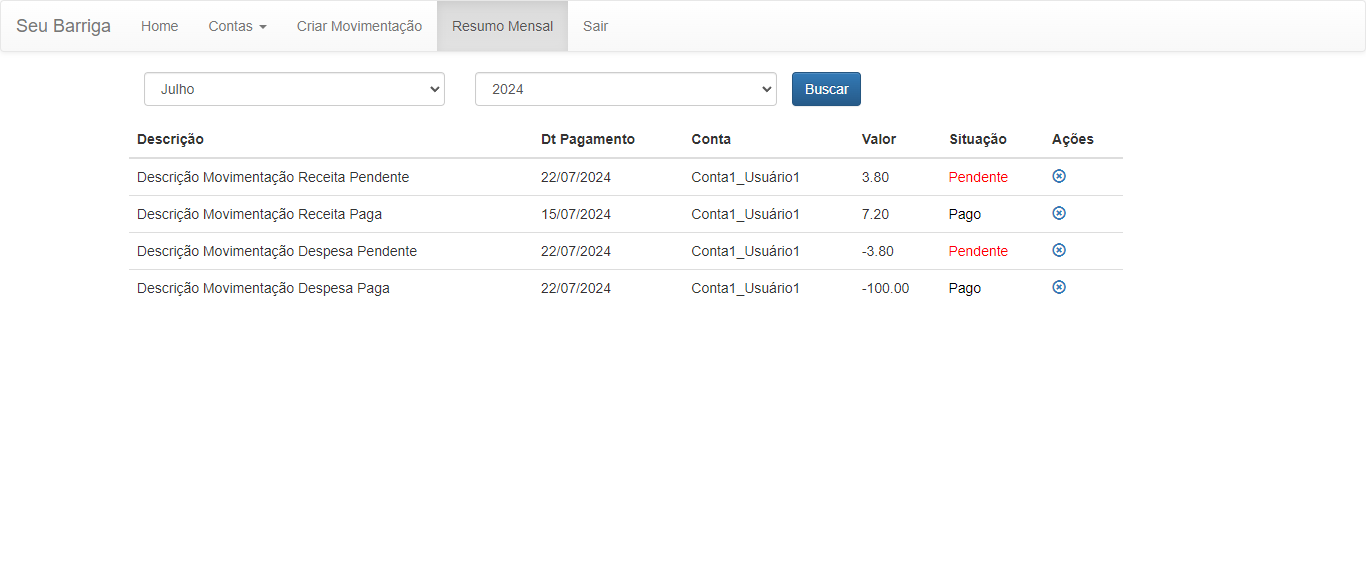 Seu Barriga Home Contas Criar Movimentação Resumo Mensal Sair
Julho 2024 Buscar
Descrição Dt Pagamento Conta Valor Situação Ações
Descrição Movimentação Receita Pendente 22/07/2024 Conta1_Usuário1 3.80 Pendente
Descrição Movimentação Receita Paga 15/07/2024 Conta1_Usuário1 7.20 Pago
Descrição Movimentação Despesa Pendente 22/07/2024 Conta1_Usuário1 -3.80 Pendente
Descrição Movimentação Despesa Paga 22/07/2024 Conta1_Usuário1 -100.00 Pago